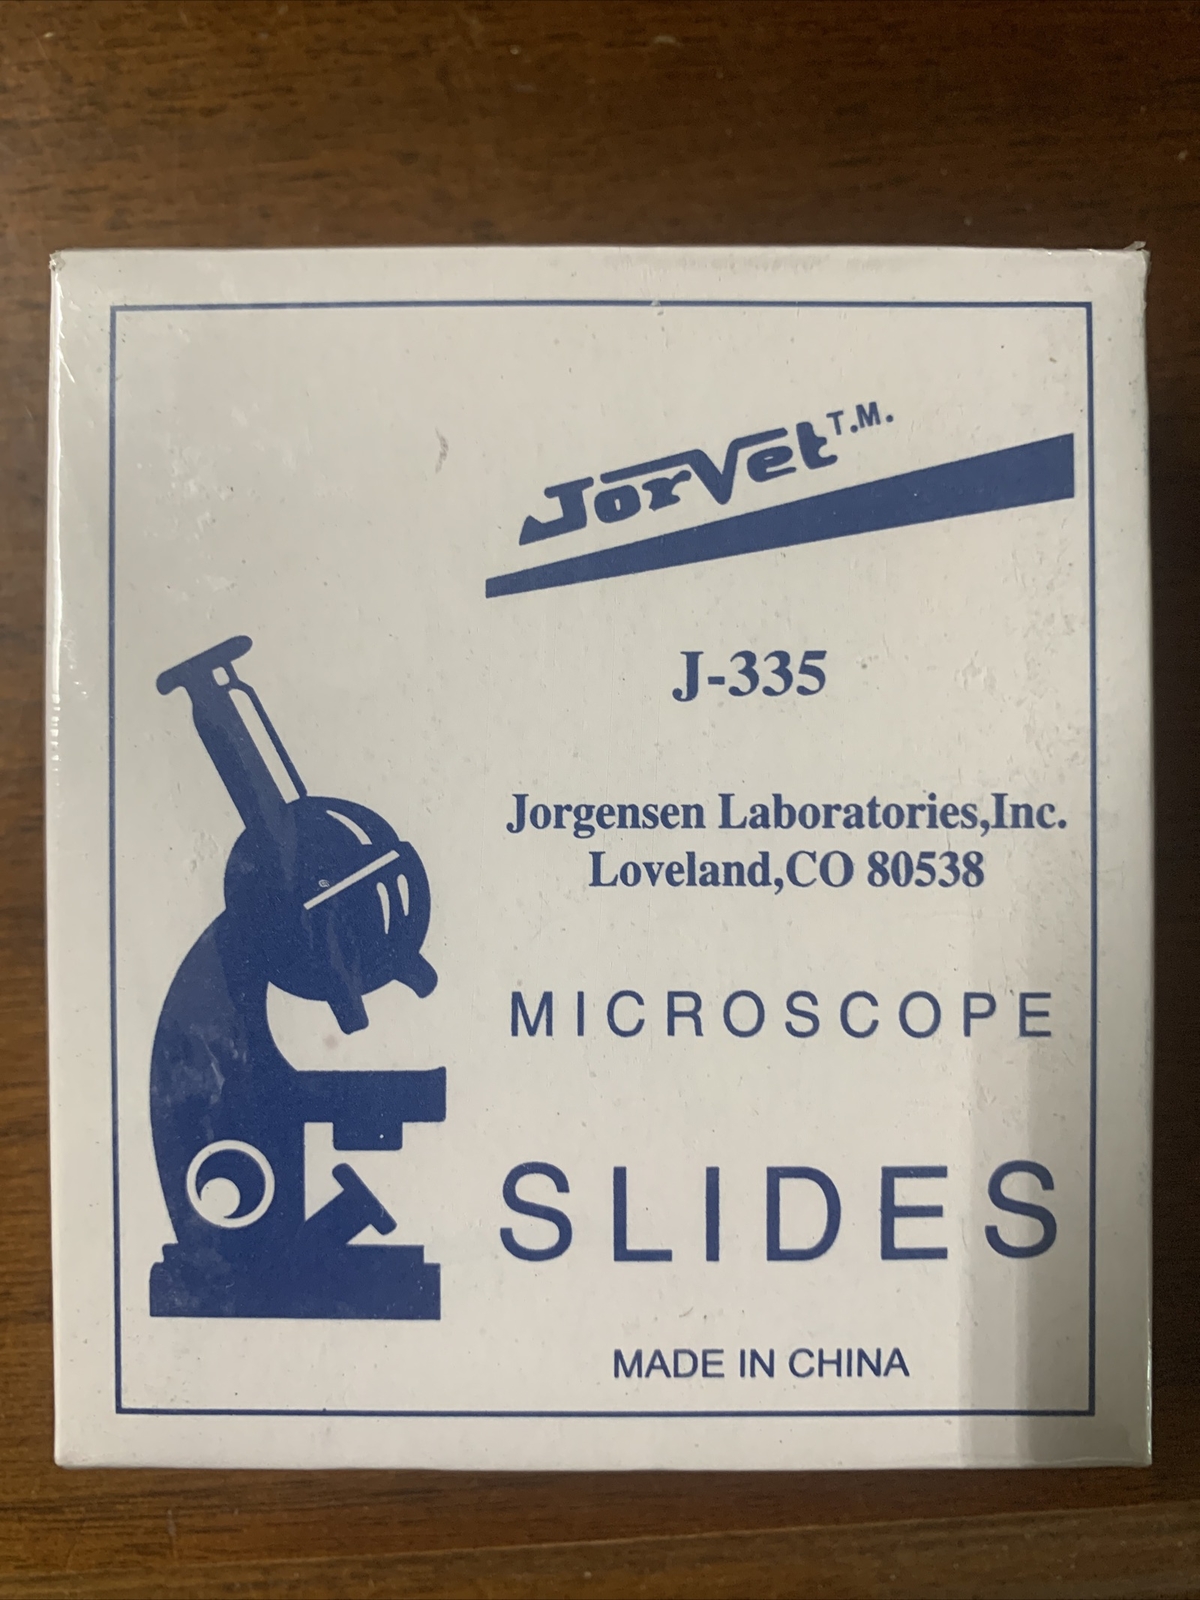 JorVet T.M.
J-335
Jorgensen Laboratories,Inc.
Loveland,CO 80538
MICROSCOPE
SLIDES
MADE IN CHINA